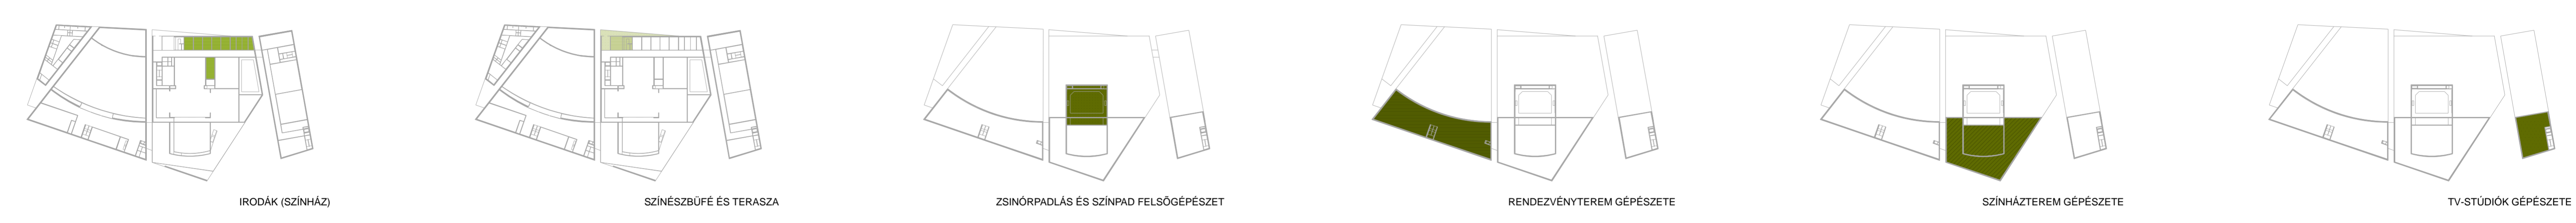 IRODÁK (SZÍNHÁZ)
SZÍNÉSZBÜFÉ ÉS TERASZA
ZSINÓRPADLÁS ÉS SZÍNPAD FELSŐGÉPÉSZET
RENDEZVÉNYTEREM GÉPÉSZETE
SZÍNHÁZTEREM GÉPÉSZETE
TV-STÚDIÓK GÉPÉSZETE